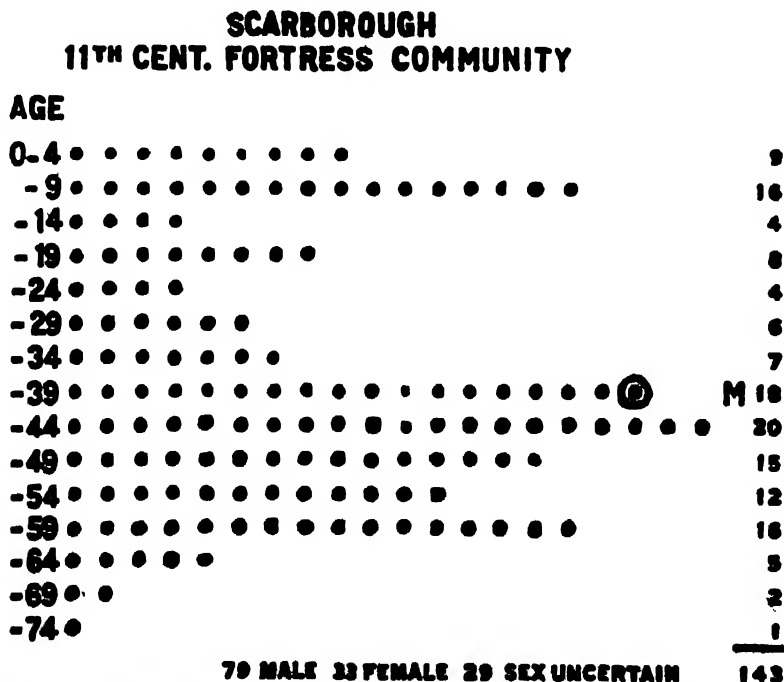 SCARBOROUGH
11TH CENT. FORTRESS COMMUNITY
AGE
0-4 9
-9 16
-14 4
-19 8
-24 4
-29 6
-34 7
-39 M 18
-44 20
-49 15
-54 12
-59 16
-64 5
-69 2
-74 1
79 MALE 33 FEMALE 29 SEX UNCERTAIN 143